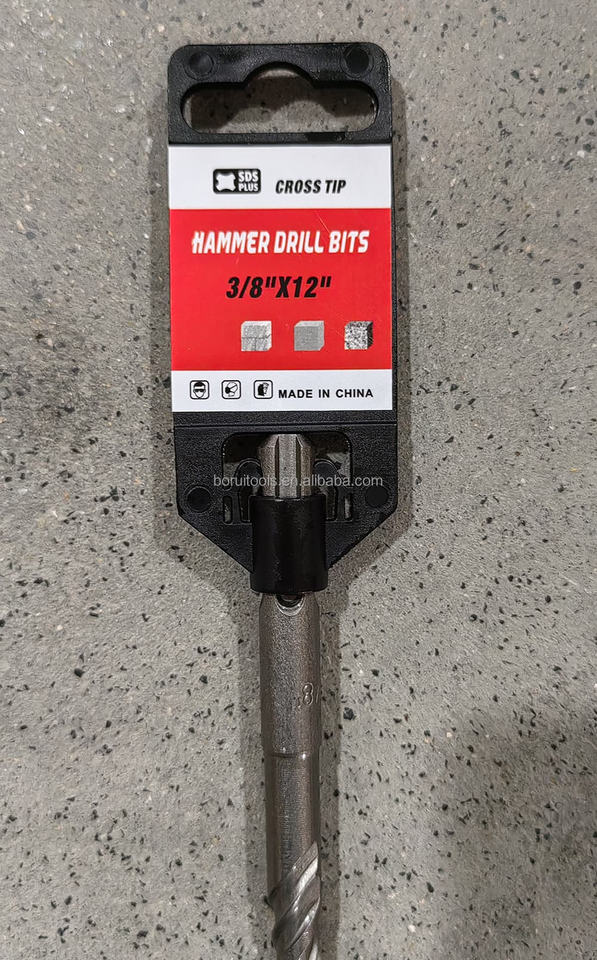 SDS
PLUS
CROSS TIP
HAMMER DRILL BITS
3/8"X12"
MADE IN CHINA
boruitools.en.alibaba.com